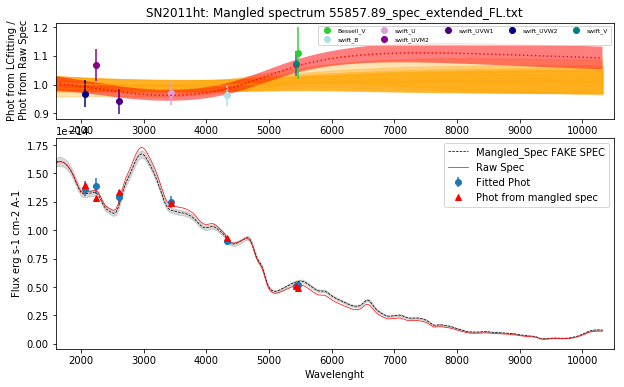 SN2011ht: Mangled spectrum 55857.89_spec_extended_FL.txt
Phot from LCfitting /
Phot from Raw Spec
1.2
1.1
1.0
0.9
Bessell_V
swift_B
swift_U
swift_UVM2
swift_UVW1
swift_UVW2
swift_V
2000 3000 4000 5000 6000 7000 8000 9000 10000
1e−14
Flux erg s-1 cm-2 A-1
1.75
1.50
1.25
1.00
0.75
0.50
0.25
0.00
Mangled_Spec FAKE SPEC
Raw Spec
Fitted Phot
Phot from mangled spec
2000 3000 4000 5000 6000 7000 8000 9000 10000
Wavelenght